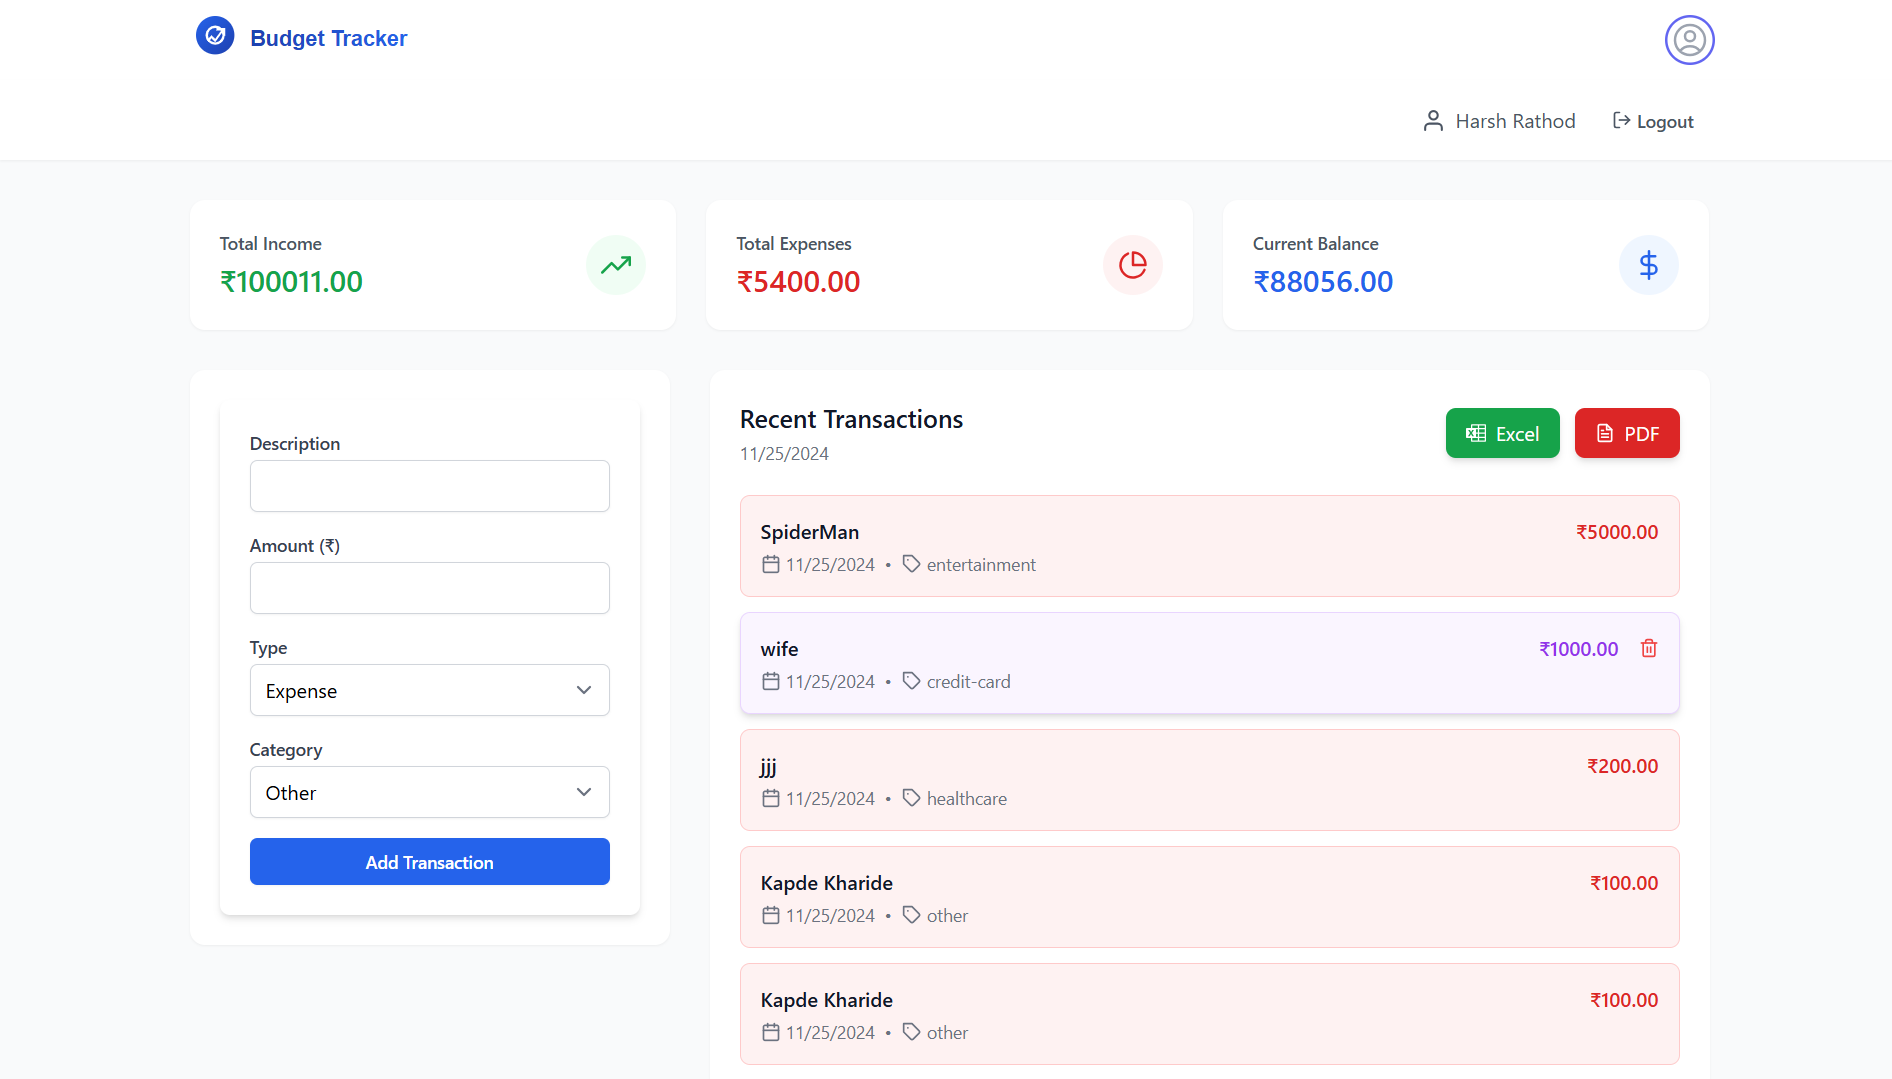 Budget Tracker
Harsh Rathod
Logout
Total Income
₹100011.00
Total Expenses
₹5400.00
Current Balance
₹88056.00
Description
Amount (₹)
Type
Expense
Category
Other
Add Transaction
Recent Transactions
11/25/2024
Excel
PDF
SpiderMan
₹5000.00
11/25/2024 • entertainment
wife
₹1000.00
11/25/2024 • credit-card
jjj
₹200.00
11/25/2024 • healthcare
Kapde Kharide
₹100.00
11/25/2024 • other
Kapde Kharide
₹100.00
11/25/2024 • other